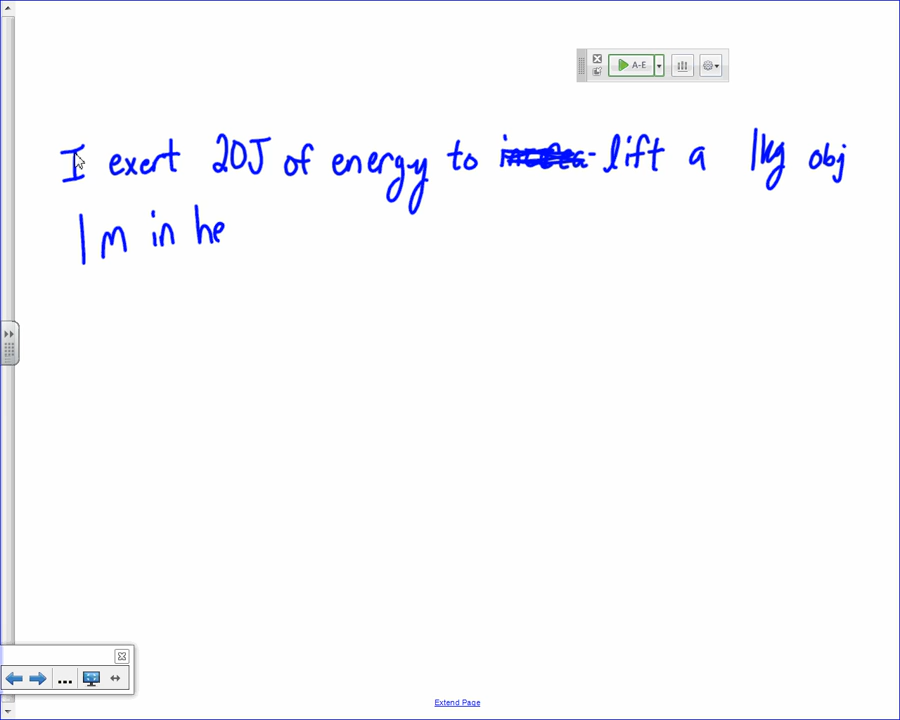 A-E
I exert 20J of energy to lift a 1kg obj
1m in he
Extend Page